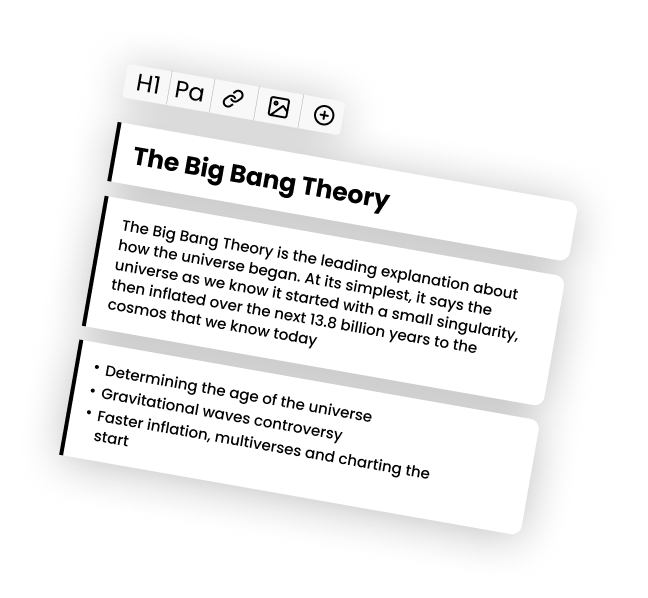 H1 Pa
The Big Bang Theory
The Big Bang Theory is the leading explanation about
how the universe began. At its simplest, it says the
universe as we know it started with a small singularity,
then inflated over the next 13.8 billion years to the
cosmos that we know today
• Determining the age of the universe
• Gravitational waves controversy
• Faster inflation, multiverses and charting the
start